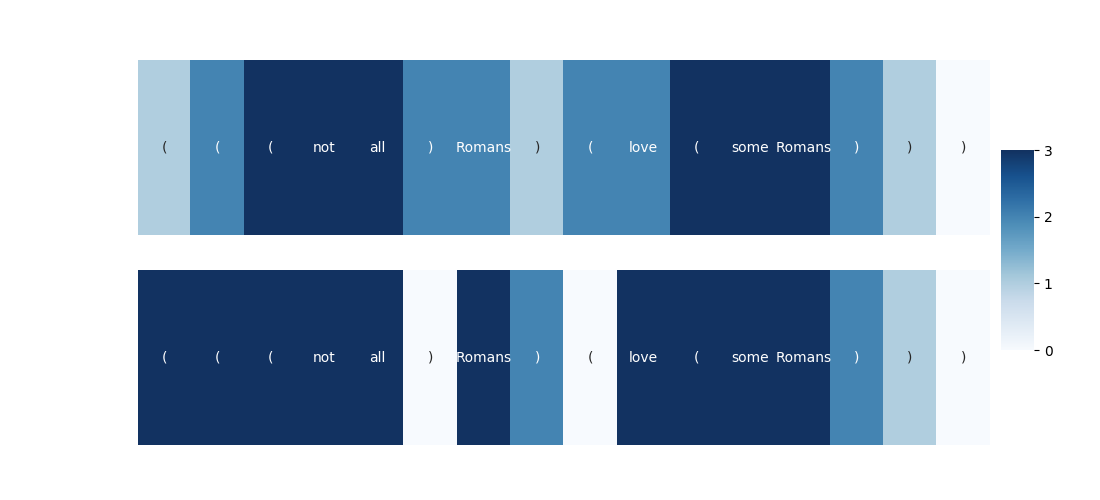 ( ( ( not all ) Romans ) ( love ( some Romans ) ) )
3
2
1
0
( ( ( not all ) Romans ) ( love ( some Romans ) ) )